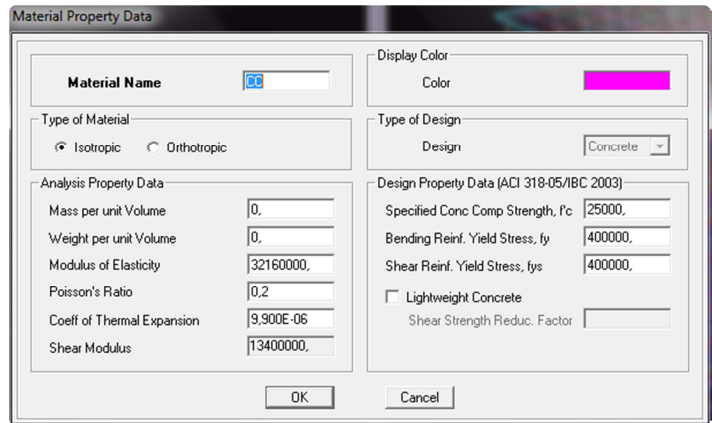 Material Property Data
Material Name CC
Display Color
Color
Type of Material
Isotropic Orthotropic
Type of Design
Design Concrete
Analysis Property Data
Mass per unit Volume 0,
Weight per unit Volume 0,
Modulus of Elasticity 32160000,
Poisson's Ratio 0,2
Coeff of Thermal Expansion 9,900E-06
Shear Modulus 13400000,
Design Property Data (ACI 318-05/IBC 2003)
Specified Conc Comp Strength, f'c 25000,
Bending Reinf. Yield Stress, fy 400000,
Shear Reinf. Yield Stress, fys 400000,
Lightweight Concrete
Shear Strength Reduc. Factor
OK Cancel